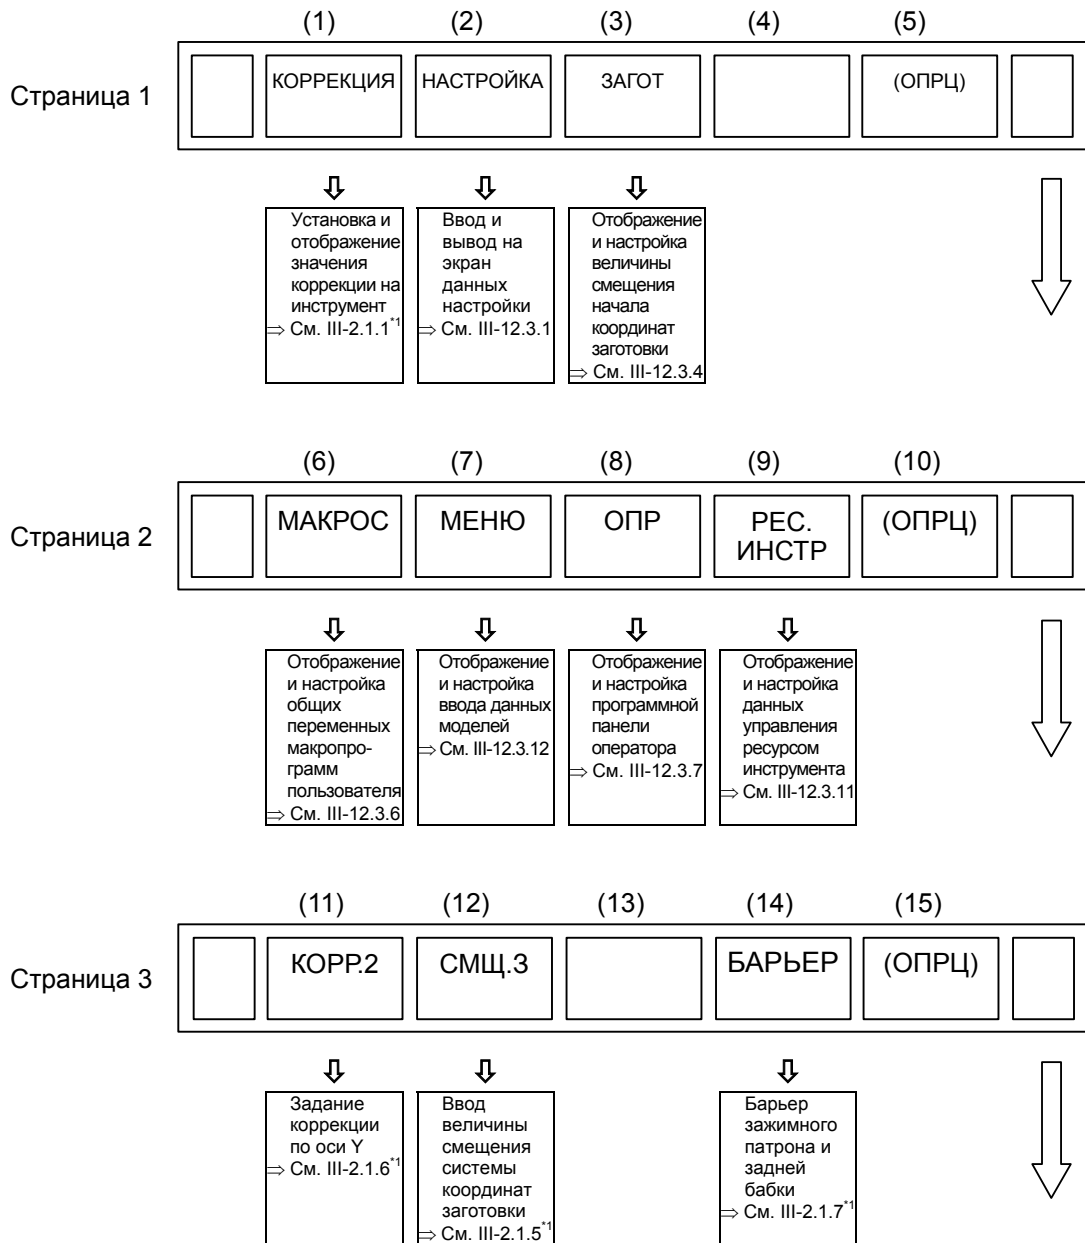 (1) (2) (3) (4) (5)
Страница 1
КОРРЕКЦИЯ НАСТРОЙКА ЗАГОТ (ОПРЦ)
Установка и
отображение
значения
коррекции на
инструмент
⇒ См. III-2.1.1*1
Ввод и
вывод на
экран
данных
настройки
⇒ См. III-12.3.1
Отображение
и настройка
величины
смещения
начала
координат
заготовки
⇒ См. III-12.3.4
(6) (7) (8) (9) (10)
Страница 2
МАКРОС МЕНЮ ОПР РЕС. ИНСТР (ОПРЦ)
Отображение
и настройка
общих
переменных
макропро-
грамм
пользователя
⇒ См. III-12.3.6
Отображение
и настройка
ввода данных
моделей
⇒ См. III-12.3.12
Отображение
и настройка
программной
панели
оператора
⇒ См. III-12.3.7
Отображение
и настройка
данных
управления
ресурсом
инструмента
⇒ См. III-12.3.11
(11) (12) (13) (14) (15)
Страница 3
КОРР.2 СМЩ.З БАРЬЕР (ОПРЦ)
Задание
коррекции
по оси Y
⇒ См. III-2.1.6*1
Ввод
величины
смещения
системы
координат
заготовки
⇒ См. III-2.1.5*1
Барьер
зажимного
патрона и
задней
бабки
⇒ См. III-2.1.7*1